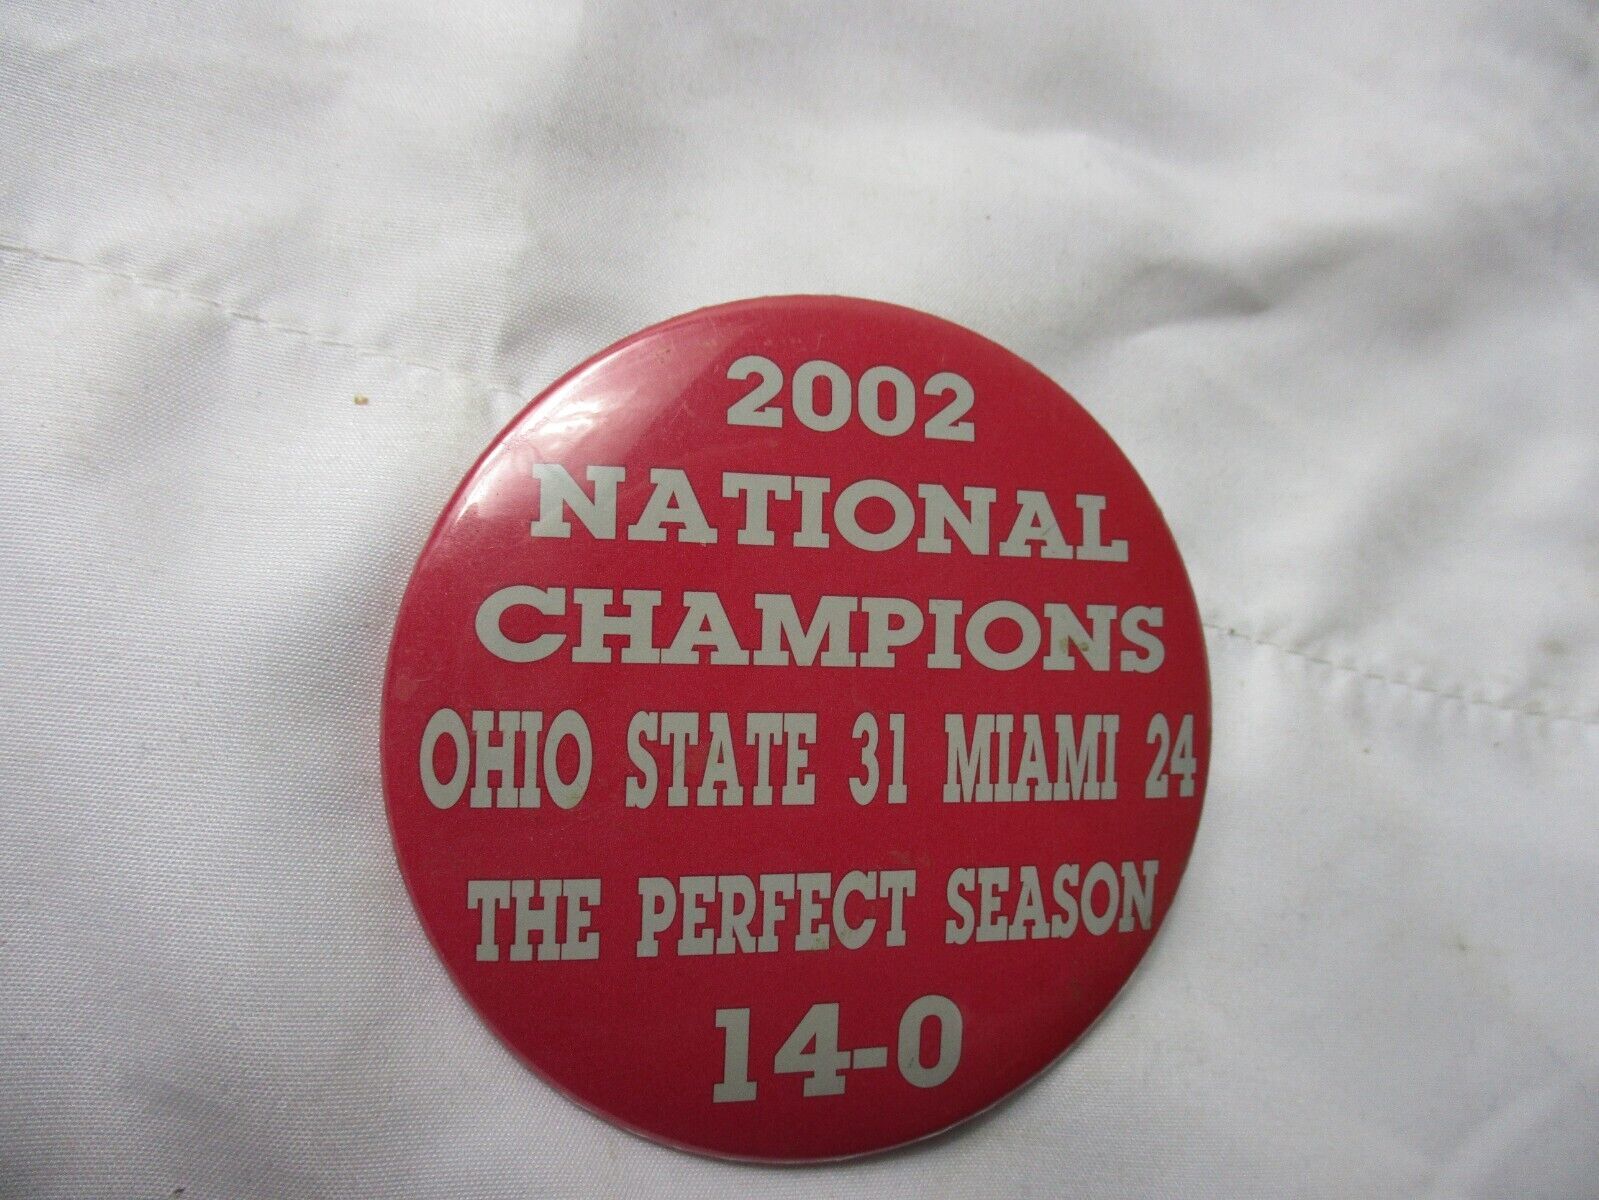 2002
NATIONAL
CHAMPIONS
OHIO STATE 31 MIAMI 24
THE PERFECT SEASON
14-0